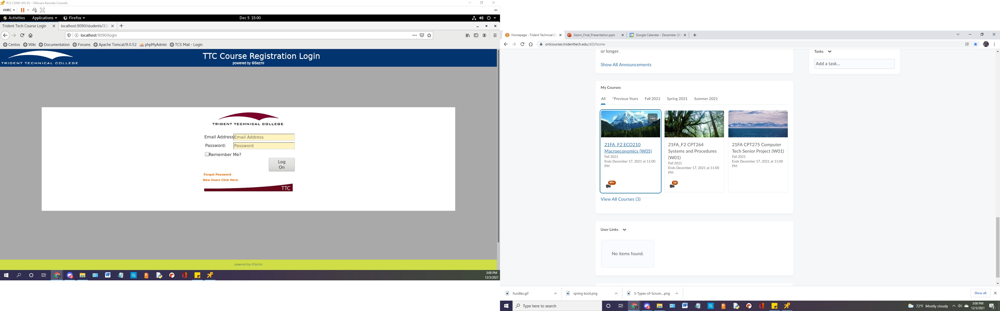 TCS-CEN8-WS-03 - VMware Remote Console
VMRC
Activities
Applications
Firefox
Dec 5 15:00
Trident Tech Course Login
localhost:9090/students/32/
localhost:9090/login
Centos
Wiki
Documentation
Forums
Apache Tomcat/9.0.52
phpMyAdmin
TCS Mail - Login
TRIDENT TECHNICAL COLLEGE
TTC Course Registration Login
powered by ©Sezmi
TRIDENT TECHNICAL COLLEGE
Email Address:
Email Address
Password:
Password
Remember Me?
Log
On
Forgot Password
New Users Click Here
TTC
powered by ©Sezmi
3:00 PM
12/5/2021
Homepage - Trident Technical Co
Sezmi_Final_Presentation.pptx
Google Calendar - December 202
onlcourses.tridenttech.edu/d2l/home
or longer.
Show All Announcements
Tasks
Add a task...
My Courses
All
*Previous Years
Fall 2021
Spring 2021
Summer 2021
21FA_F2 ECO210
Macroeconomics (W05)
Fall 2021
Ends December 17, 2021 at 11:00
PM
99+
21FA_F2 CPT264
Systems and Procedures
(W01)
Fall 2021
Ends December 17, 2021 at 11:00
PM
16
21FA CPT275 Computer
Tech Senior Project (W01)
Fall 2021
Ends December 17, 2021 at 11:00
PM
View All Courses (3)
User Links
No items found.
hurdles.gif
spring boot.png
5-Types-of-Scrum....png
Show all
Type here to search
72°F Mostly cloudy
3:00 PM
12/5/2021